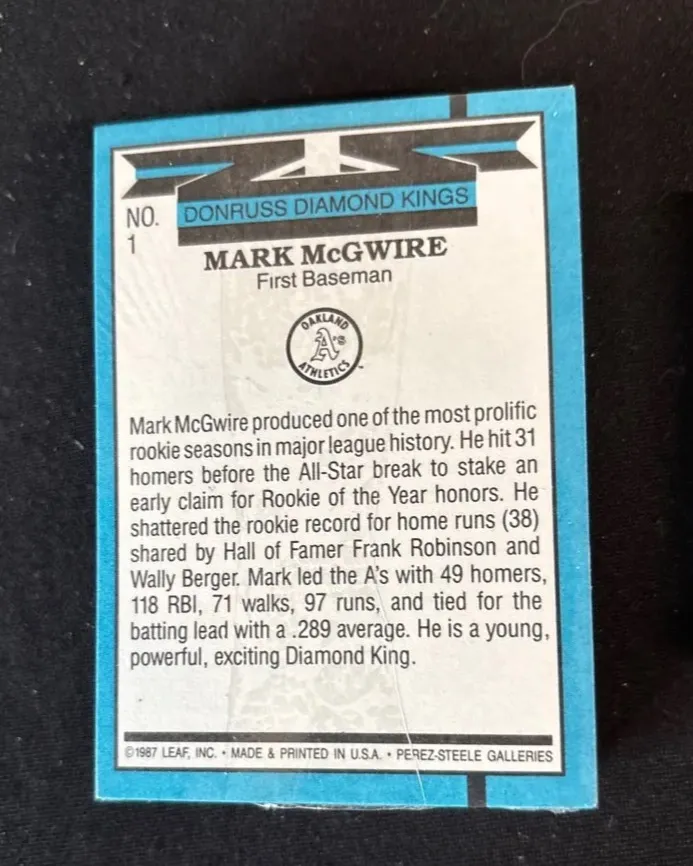 NO.
1
DONRUSS DIAMOND KINGS
MARK McGWIRE
First Baseman
OAKLAND
A's
ATHLETICS
Mark McGwire produced one of the most prolific
rookie seasons in major league history. He hit 31
homers before the All-Star break to stake an
early claim for Rookie of the Year honors. He
shattered the rookie record for home runs (38)
shared by Hall of Famer Frank Robinson and
Wally Berger. Mark led the A's with 49 homers,
118 RBI, 71 walks, 97 runs, and tied for the
batting lead with a .289 average. He is a young,
powerful, exciting Diamond King.
©1987 LEAF, INC. • MADE & PRINTED IN U.S.A. • PEREZ-STEELE GALLERIES